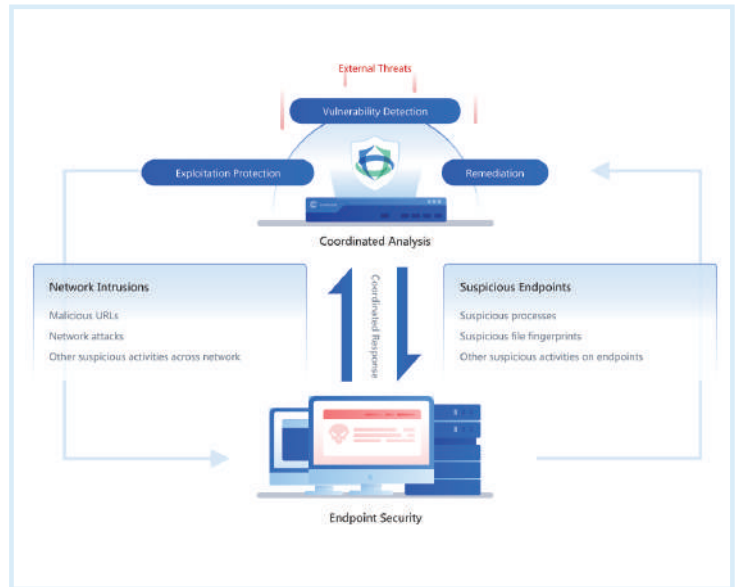 External Threats
Vulnerability Detection
Exploitation Protection
Remediation
Coordinated Analysis
Network Intrusions
Malicious URLs
Network attacks
Other suspicious activities across network
Coordinated Response
Suspicious Endpoints
Suspicious processes
Suspicious file fingerprints
Other suspicious activities on endpoints
Endpoint Security